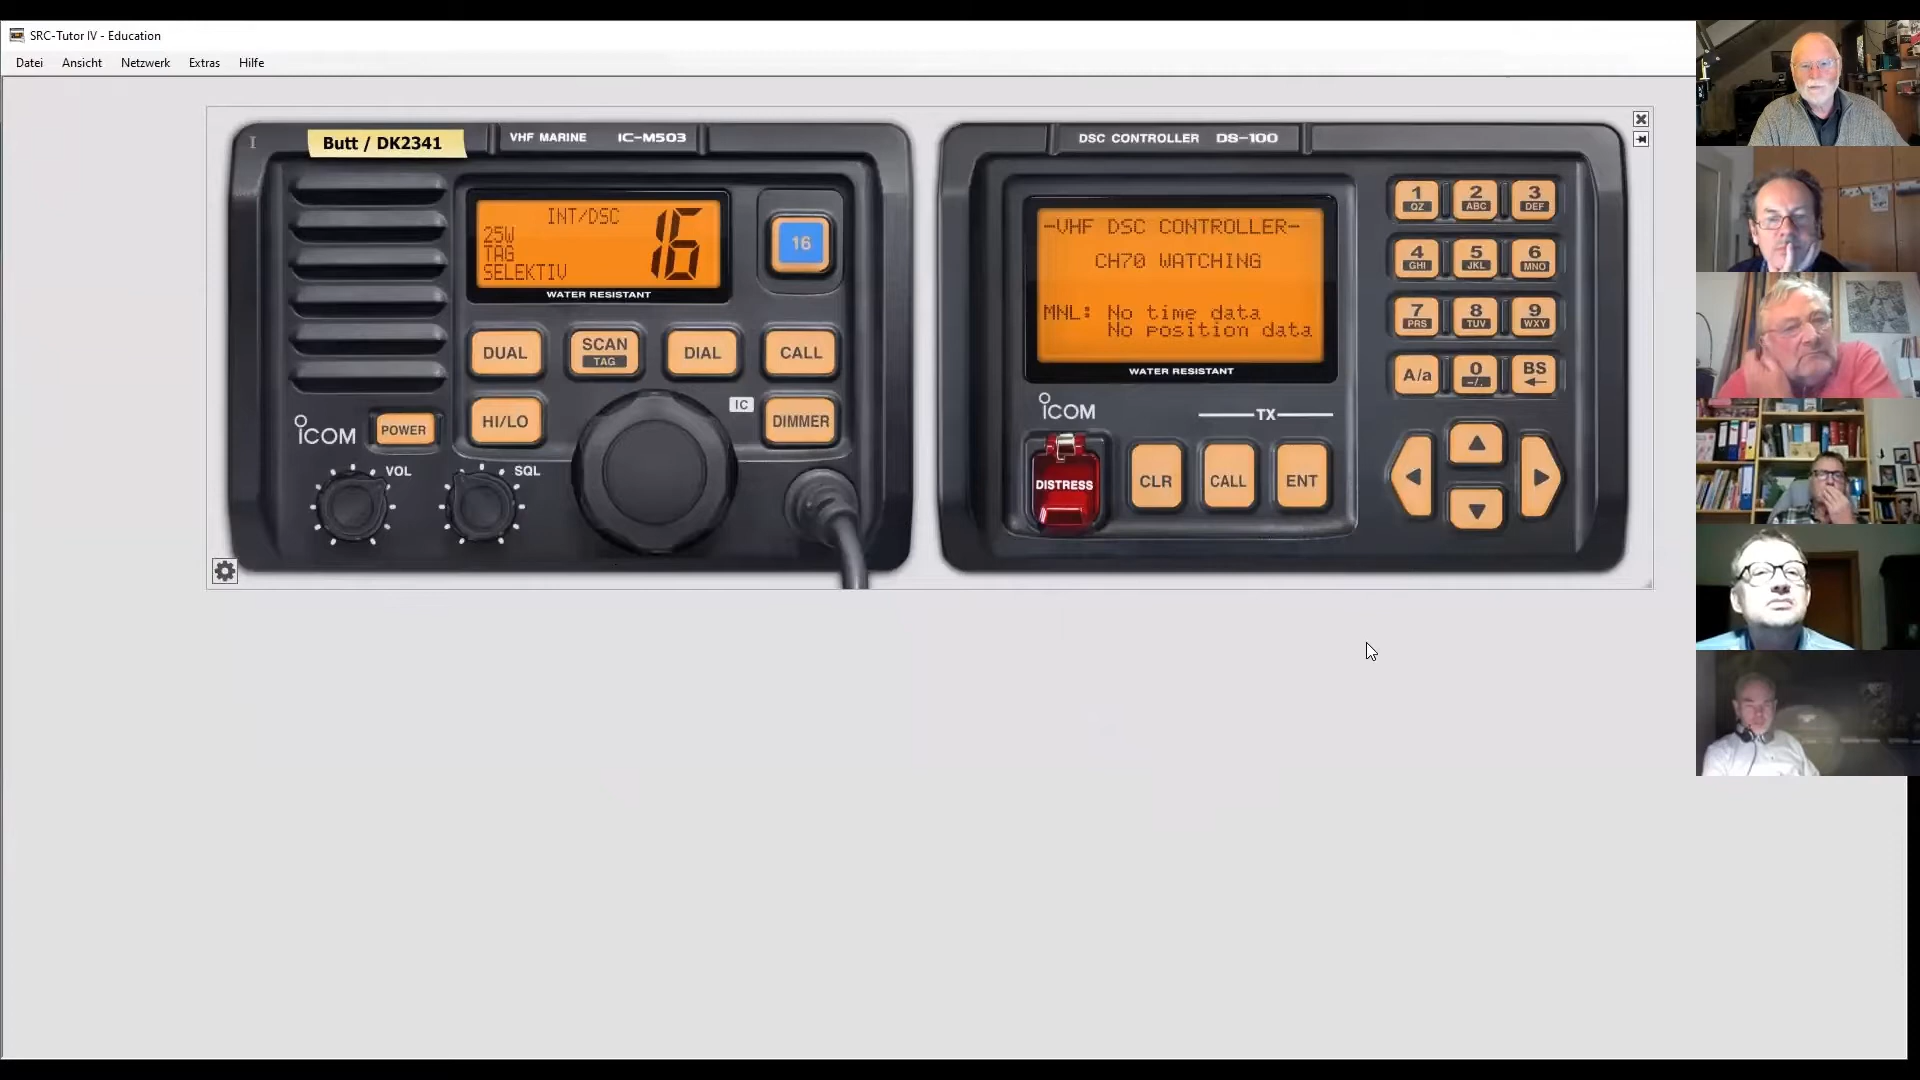 SRC-Tutor IV - Education
Datei Ansicht Netzwerk Extras Hilfe
Butt / DK2341
VHF MARINE IC-M503
INT/DSC
25W
TAG
SELEKTIV
16
WATER RESISTANT
16
DUAL
SCAN
TAG
DIAL
CALL
HI/LO
IC
DIMMER
ICOM
POWER
VOL
SQL
DSC CONTROLLER DS-100
-VHF DSC CONTROLLER-
CH70 WATCHING
MNL: No time data
No position data
WATER RESISTANT
ICOM
TX
DISTRESS
CLR
CALL
ENT
1 QZ
2 ABC
3 DEF
4 GHI
5 JKL
6 MNO
7 PRS
8 TUV
9 WXY
A/a
0 -/.
BS